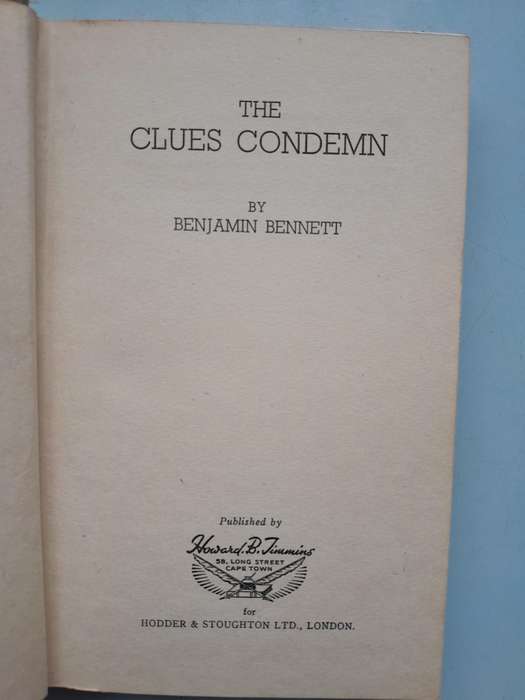 THE
CLUES CONDEMN
BY
BENJAMIN BENNETT
Published by
Howard. B. Timmins
58, LONG STREET
CAPE TOWN
for
HODDER & STOUGHTON LTD., LONDON.